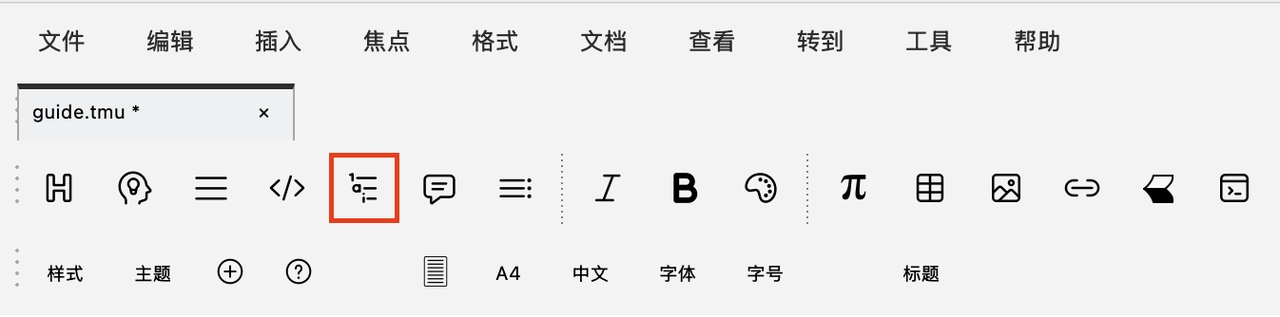 文件 编辑 插入 焦点 格式 文档 查看 转到 工具 帮助
guide.tmu * ×
样式 主题 A4 中文 字体 字号 标题